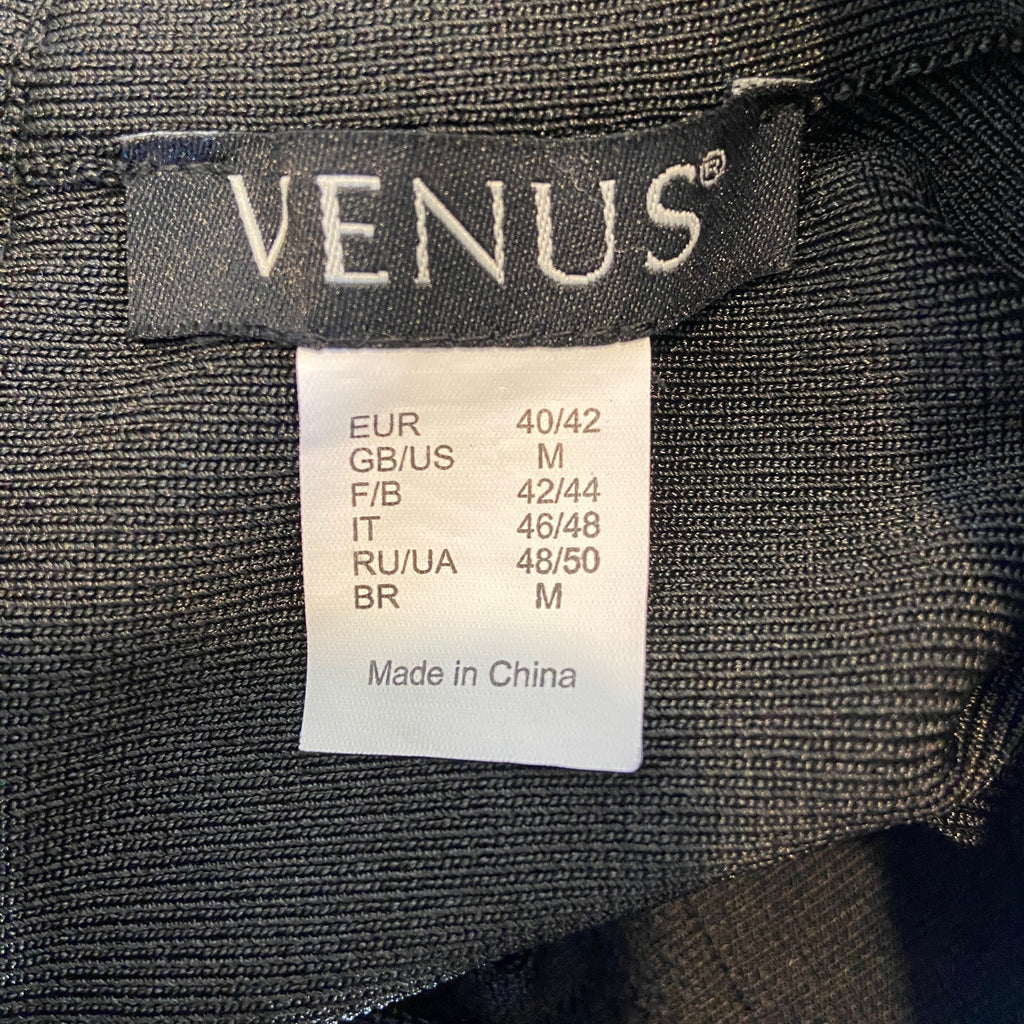 VENUS®
EUR 40/42
GB/US M
F/B 42/44
IT 46/48
RU/UA 48/50
BR M
Made in China